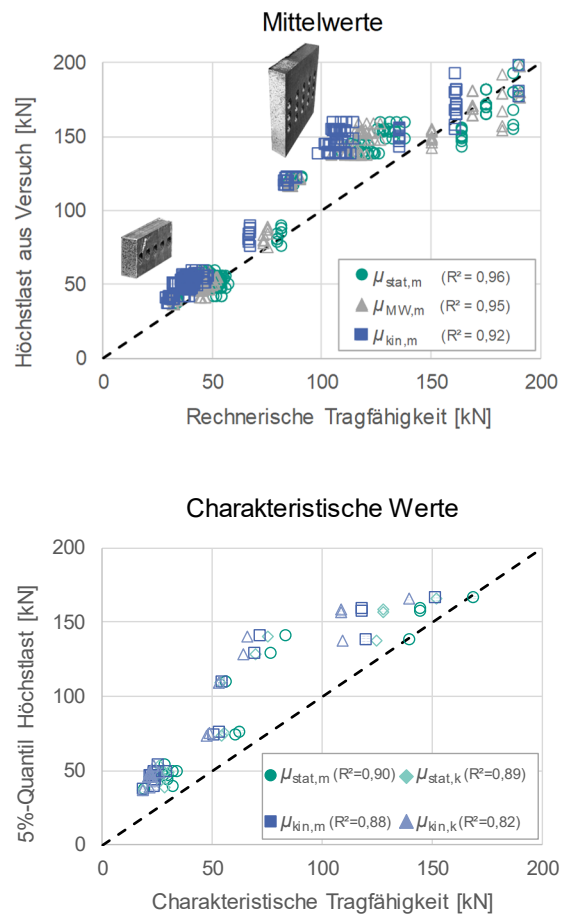 Mittelwerte
200
150
100
50
0
Höchstlast aus Versuch [kN]
μstat,m (R² = 0,96)
μMW,m (R² = 0,95)
μkin,m (R² = 0,92)
0 50 100 150 200
Rechnerische Tragfähigkeit [kN]
Charakteristische Werte
200
150
100
50
0
5%-Quantil Höchstlast [kN]
μstat,m (R²=0,90) μstat,k (R²=0,89)
μkin,m (R²=0,88) μkin,k (R²=0,82)
0 50 100 150 200
Charakteristische Tragfähigkeit [kN]